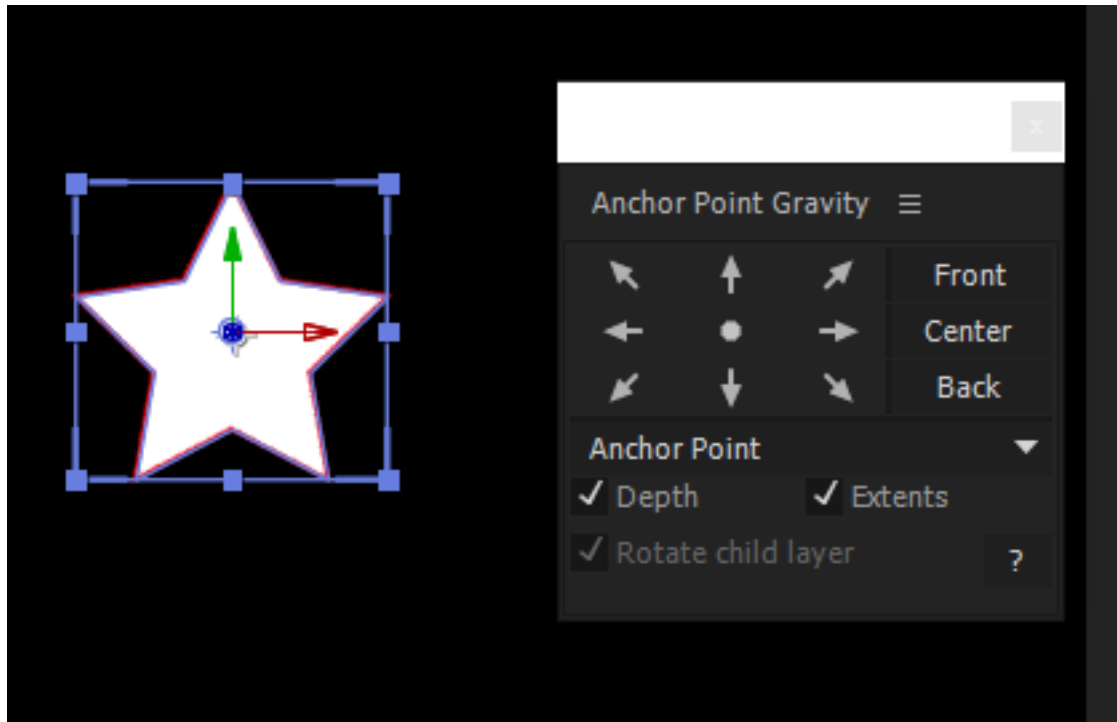 x
Anchor Point Gravity
Front
Center
Back
Anchor Point
Depth Extents
Rotate child layer
?